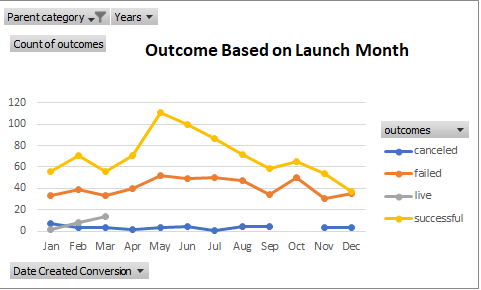 Parent category Years
Count of outcomes
Outcome Based on Launch Month
120
100
80
60
40
20
0
Jan Feb Mar Apr May Jun Jul Aug Sep Oct Nov Dec
outcomes
canceled
failed
live
successful
Date Created Conversion